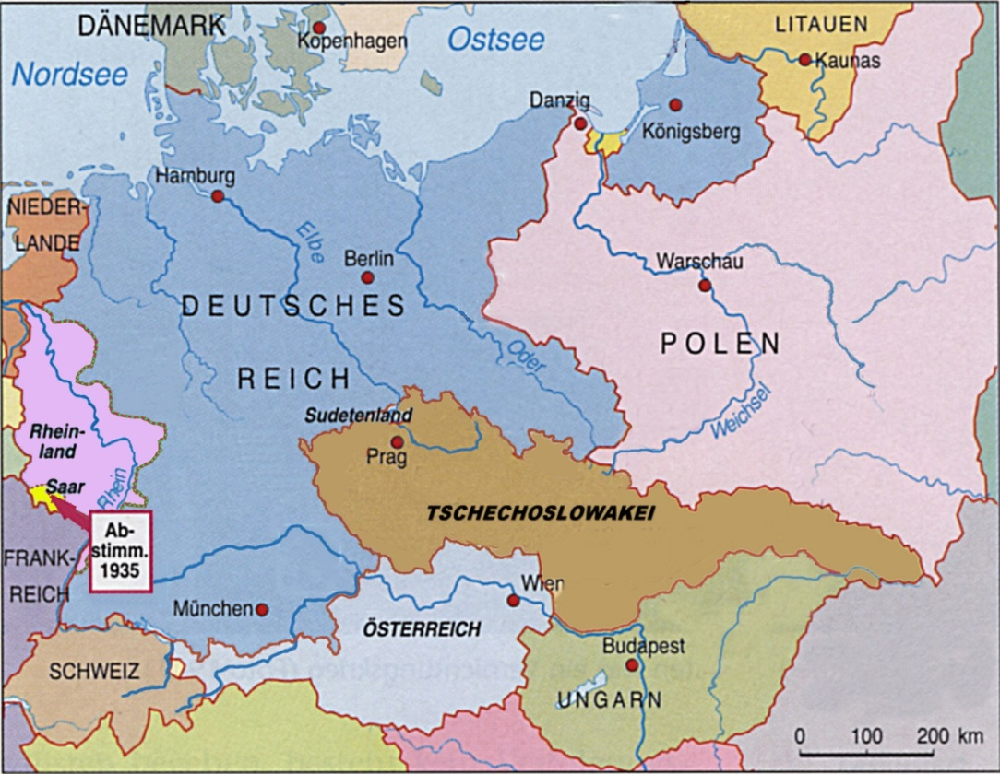 DÄNEMARK
Kopenhagen
Ostsee
Nordsee
LITAUEN
Kaunas
Danzig
Königsberg
Hamburg
NIEDER-
LANDE
Elbe
Berlin
Warschau
DEUTSCHES
REICH
POLEN
Oder
Weichsel
Sudetenland
Prag
Rhein-
land
Saar
Rhein
TSCHECHOSLOWAKEI
Ab-
stimm.
1935
FRANK-
REICH
München
Wien
ÖSTERREICH
SCHWEIZ
Budapest
UNGARN
0 100 200 km